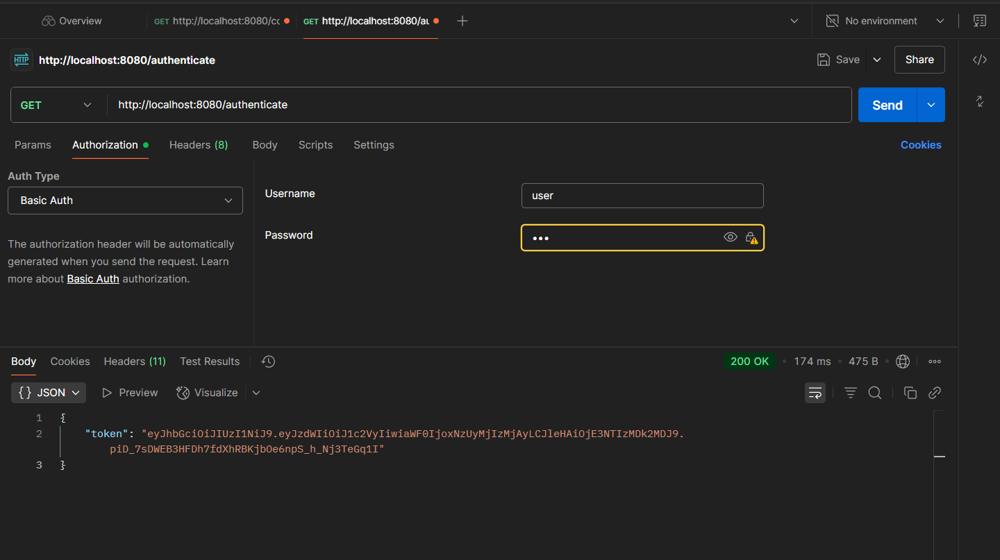 Overview
GET http://localhost:8080/cc
GET http://localhost:8080/au
No environment
HTTP http://localhost:8080/authenticate
Save
Share
GET
http://localhost:8080/authenticate
Send
Params
Authorization
Headers (8)
Body
Scripts
Settings
Cookies
Auth Type
Basic Auth
The authorization header will be automatically
generated when you send the request. Learn
more about Basic Auth authorization.
Username
user
Password
•••
Body
Cookies
Headers (11)
Test Results
200 OK • 174 ms • 475 B
{} JSON
Preview
Visualize
1 {
2 "token": "eyJhbGciOiJIUzI1NiJ9.eyJzdWIiOiJ1c2VyIiwiaWF0IjoxNzUyMjIzMjAyLCJleHAiOjE3NTIzMDk2MDJ9.
piD_7sDWEB3HFDh7fdXhRBKjbOe6npS_h_Nj3TeGq1I"
3 }